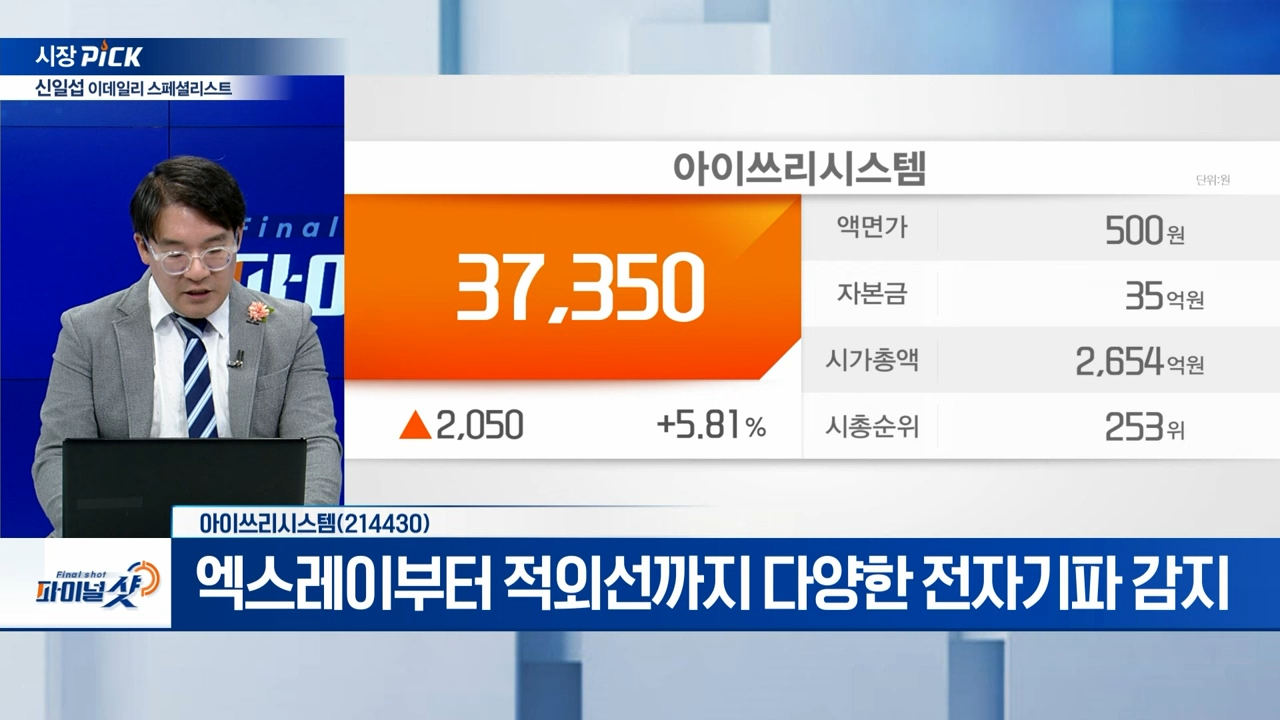 시장 PiCK
신일섭 이데일리 스페셜리스트
Final
파이
아이쓰리시스템
단위:원
37,350
▲2,050 +5.81%
액면가 500원
자본금 35억원
시가총액 2,654억원
시총순위 253위
아이쓰리시스템(214430)
Final shot
파이널샷
엑스레이부터 적외선까지 다양한 전자기파 감지